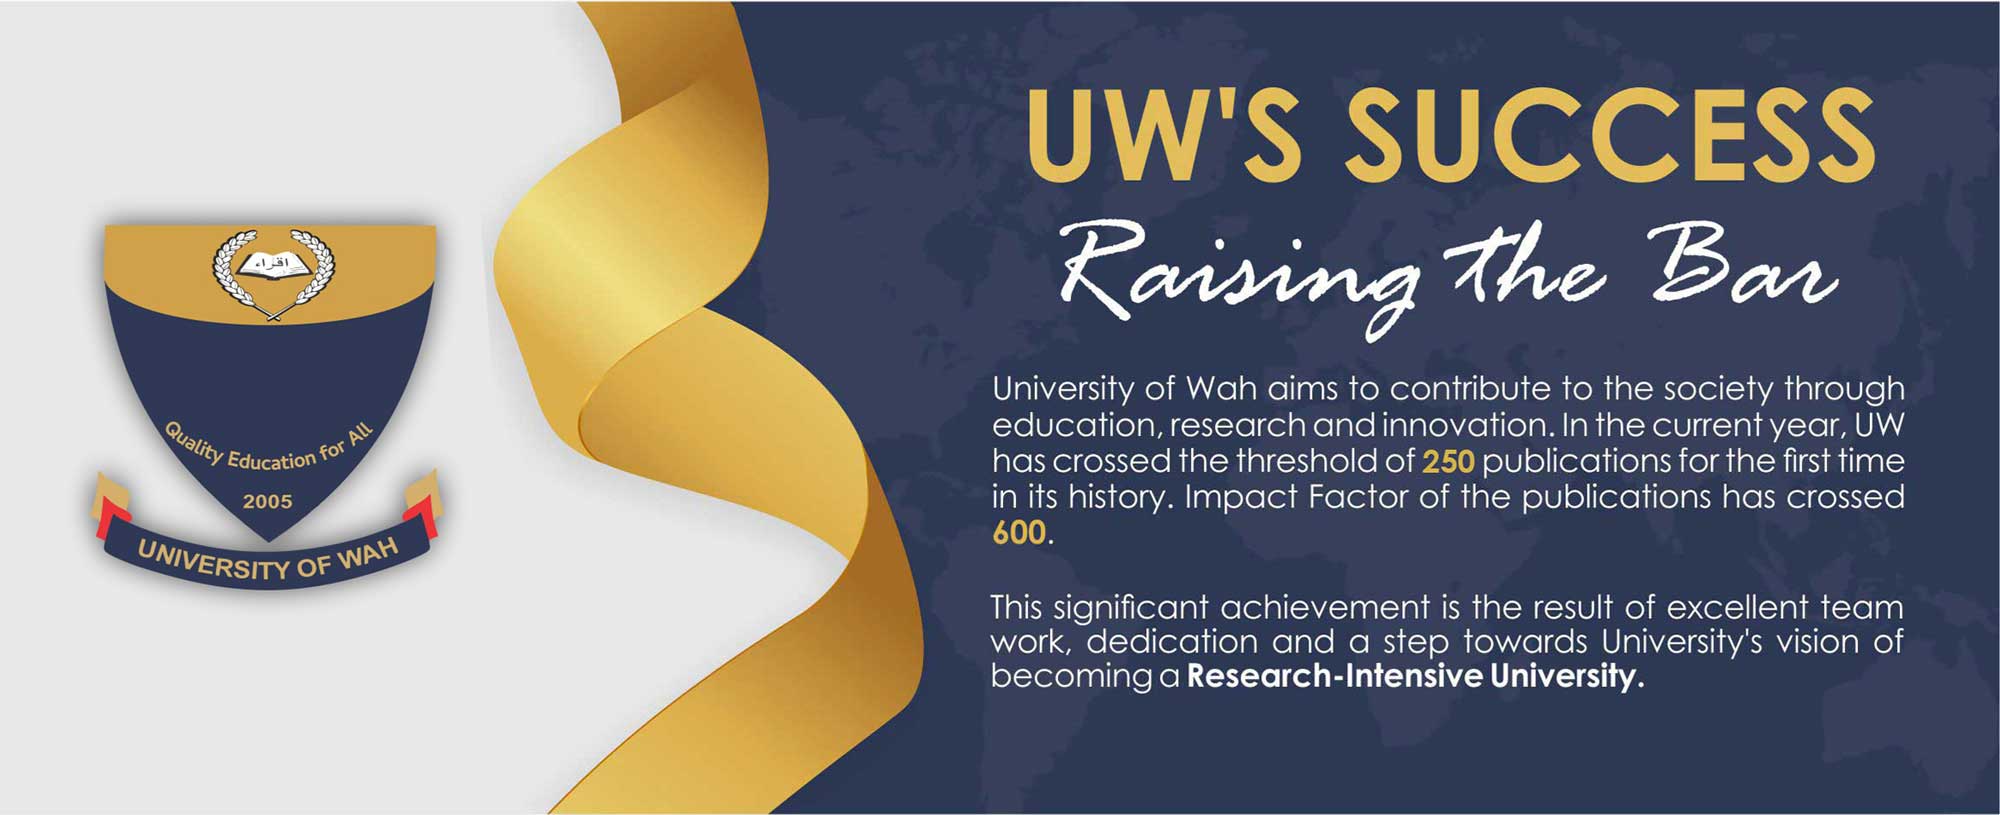 اقراء
Quality Education for All
2005
UNIVERSITY OF WAH
UW'S SUCCESS
Raising the Bar
University of Wah aims to contribute to the society through
education, research and innovation. In the current year, UW
has crossed the threshold of 250 publications for the first time
in its history. Impact Factor of the publications has crossed
600.
This significant achievement is the result of excellent team
work, dedication and a step towards University's vision of
becoming a Research-Intensive University.